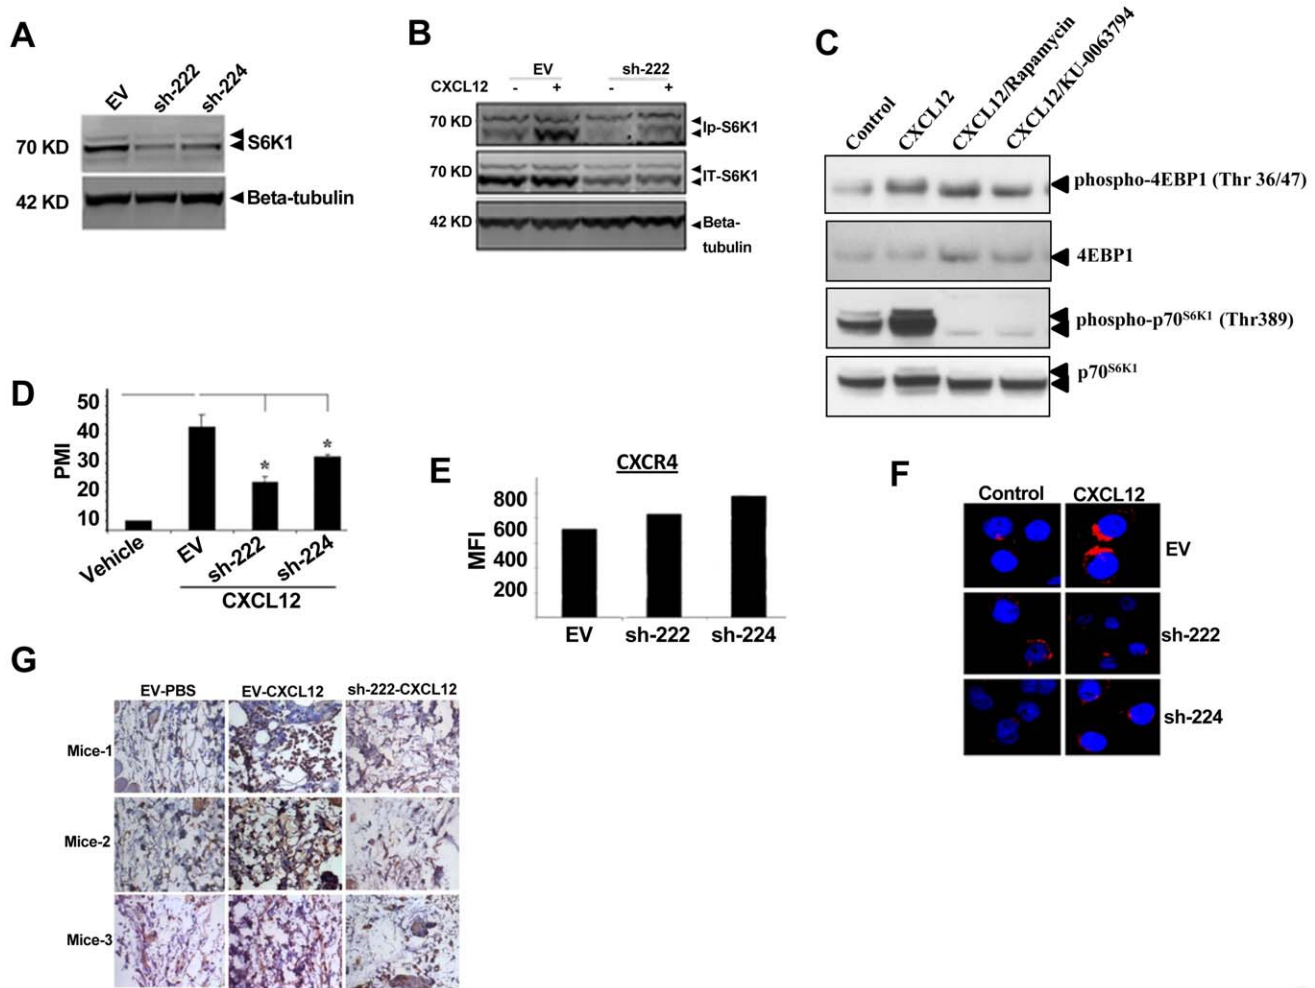 A
EV
sh-222
sh-224
70 KD
S6K1
42 KD
Beta-tubulin
B
EV sh-222
CXCL12 - + - +
70 KD
Ip-S6K1
70 KD
IT-S6K1
42 KD
Beta-
tubulin
C
Control
CXCL12
CXCL12/Rapamycin
CXCL12/KU-0063794
phospho-4EBP1 (Thr 36/47)
4EBP1
phospho-p70S6K1 (Thr389)
p70S6K1
D
PMI
50
40
30
20
10
*
*
Vehicle
EV
sh-222
sh-224
CXCL12
E
CXCR4
MFI
800
600
400
200
EV sh-222 sh-224
F
Control CXCL12
EV
sh-222
sh-224
G
EV-PBS EV-CXCL12 sh-222-CXCL12
Mice-1
Mice-2
Mice-3